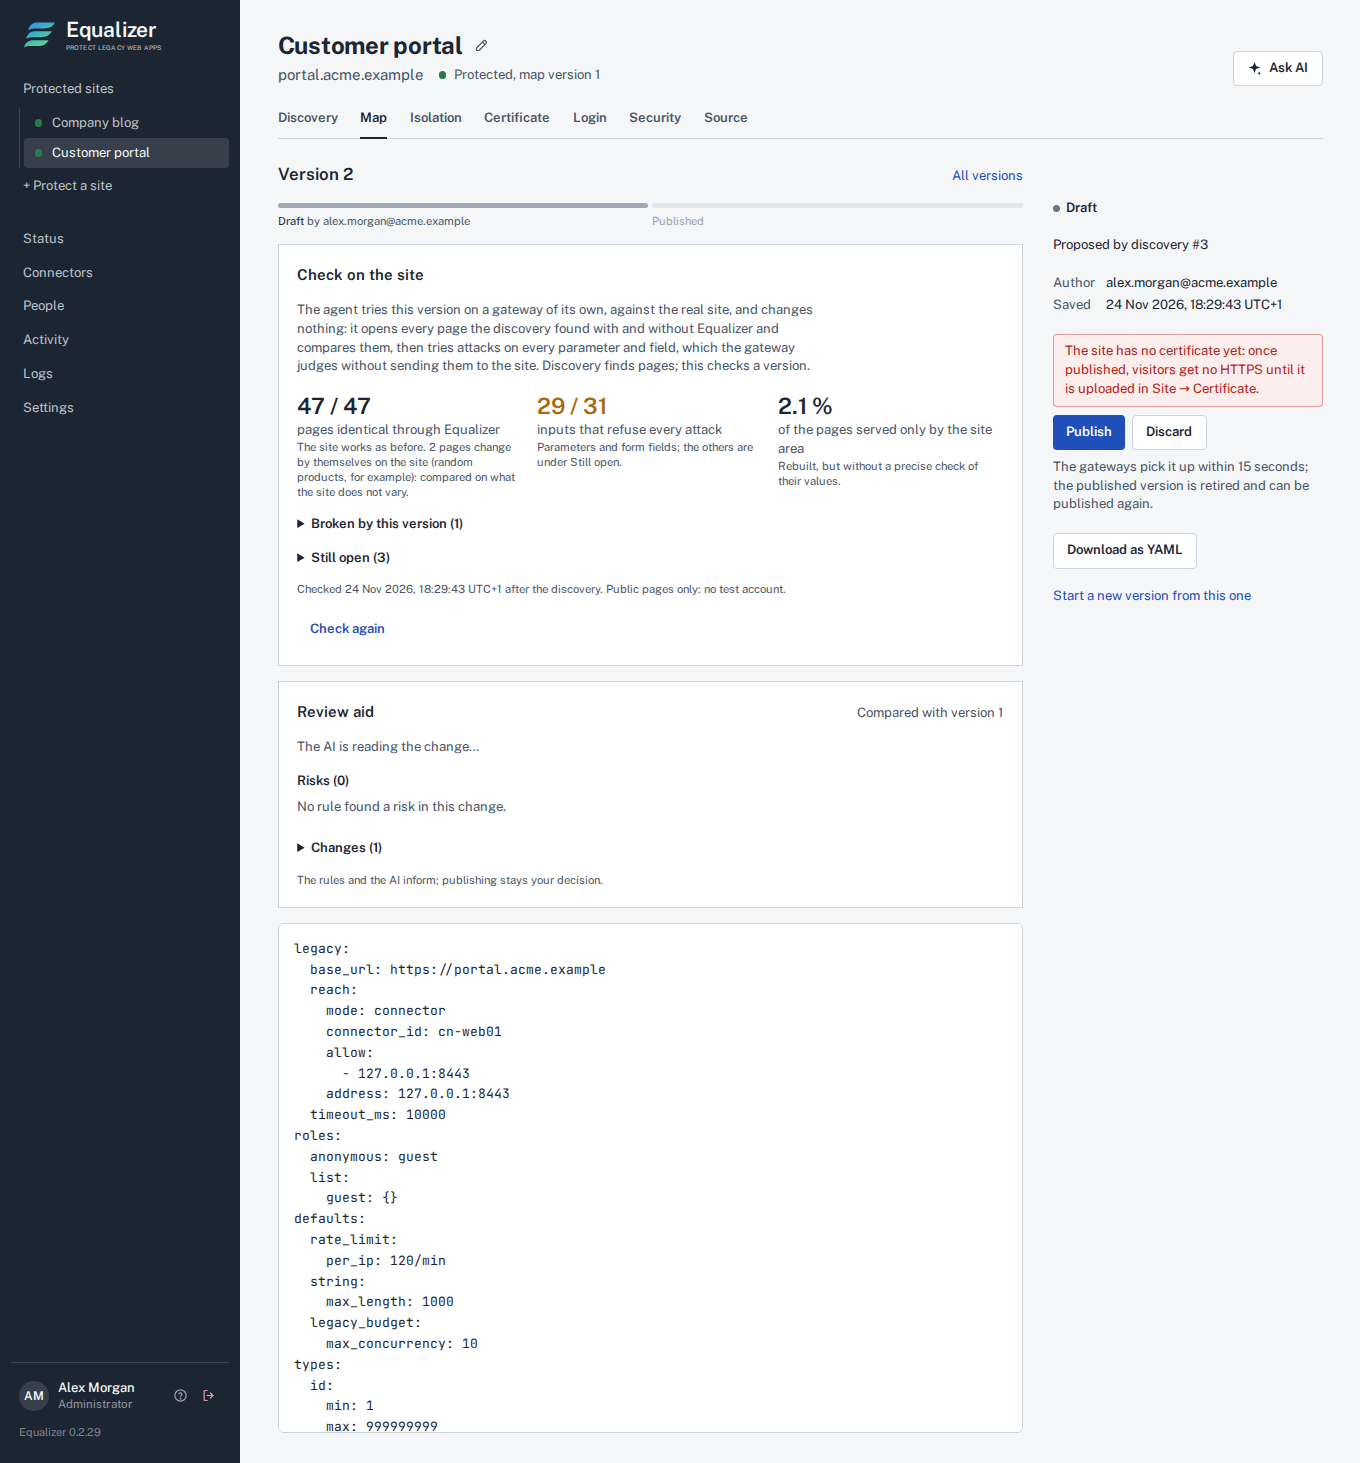 Equalizer
PROTECT LEGACY WEB APPS
Protected sites
Company blog
Customer portal
+ Protect a site
Status
Connectors
People
Activity
Logs
Settings
AM
Alex Morgan
Administrator
Equalizer 0.2.29
Customer portal
portal.acme.example
Protected, map version 1
Ask AI
Discovery
Map
Isolation
Certificate
Login
Security
Source
Version 2
All versions
Draft by alex.morgan@acme.example
Published
Check on the site
The agent tries this version on a gateway of its own, against the real site, and changes
nothing: it opens every page the discovery found with and without Equalizer and
compares them, then tries attacks on every parameter and field, which the gateway
judges without sending them to the site. Discovery finds pages; this checks a version.
47 / 47
pages identical through Equalizer
The site works as before. 2 pages change
by themselves on the site (random
products, for example): compared on what
the site does not vary.
29 / 31
inputs that refuse every attack
Parameters and form fields; the others are
under Still open.
2.1 %
of the pages served only by the site
area
Rebuilt, but without a precise check of
their values.
Broken by this version (1)
Still open (3)
Checked 24 Nov 2026, 18:29:43 UTC+1 after the discovery. Public pages only: no test account.
Check again
Review aid
Compared with version 1
The AI is reading the change…
Risks (0)
No rule found a risk in this change.
Changes (1)
The rules and the AI inform; publishing stays your decision.
legacy:
base_url: https://portal.acme.example
reach:
mode: connector
connector_id: cn-web01
allow:
- 127.0.0.1:8443
address: 127.0.0.1:8443
timeout_ms: 10000
roles:
anonymous: guest
list:
guest: {}
defaults:
rate_limit:
per_ip: 120/min
string:
max_length: 1000
legacy_budget:
max_concurrency: 10
types:
id:
min: 1
max: 999999999
Draft
Proposed by discovery #3
Author alex.morgan@acme.example
Saved 24 Nov 2026, 18:29:43 UTC+1
The site has no certificate yet: once
published, visitors get no HTTPS until it
is uploaded in Site → Certificate.
Publish
Discard
The gateways pick it up within 15 seconds;
the published version is retired and can be
published again.
Download as YAML
Start a new version from this one